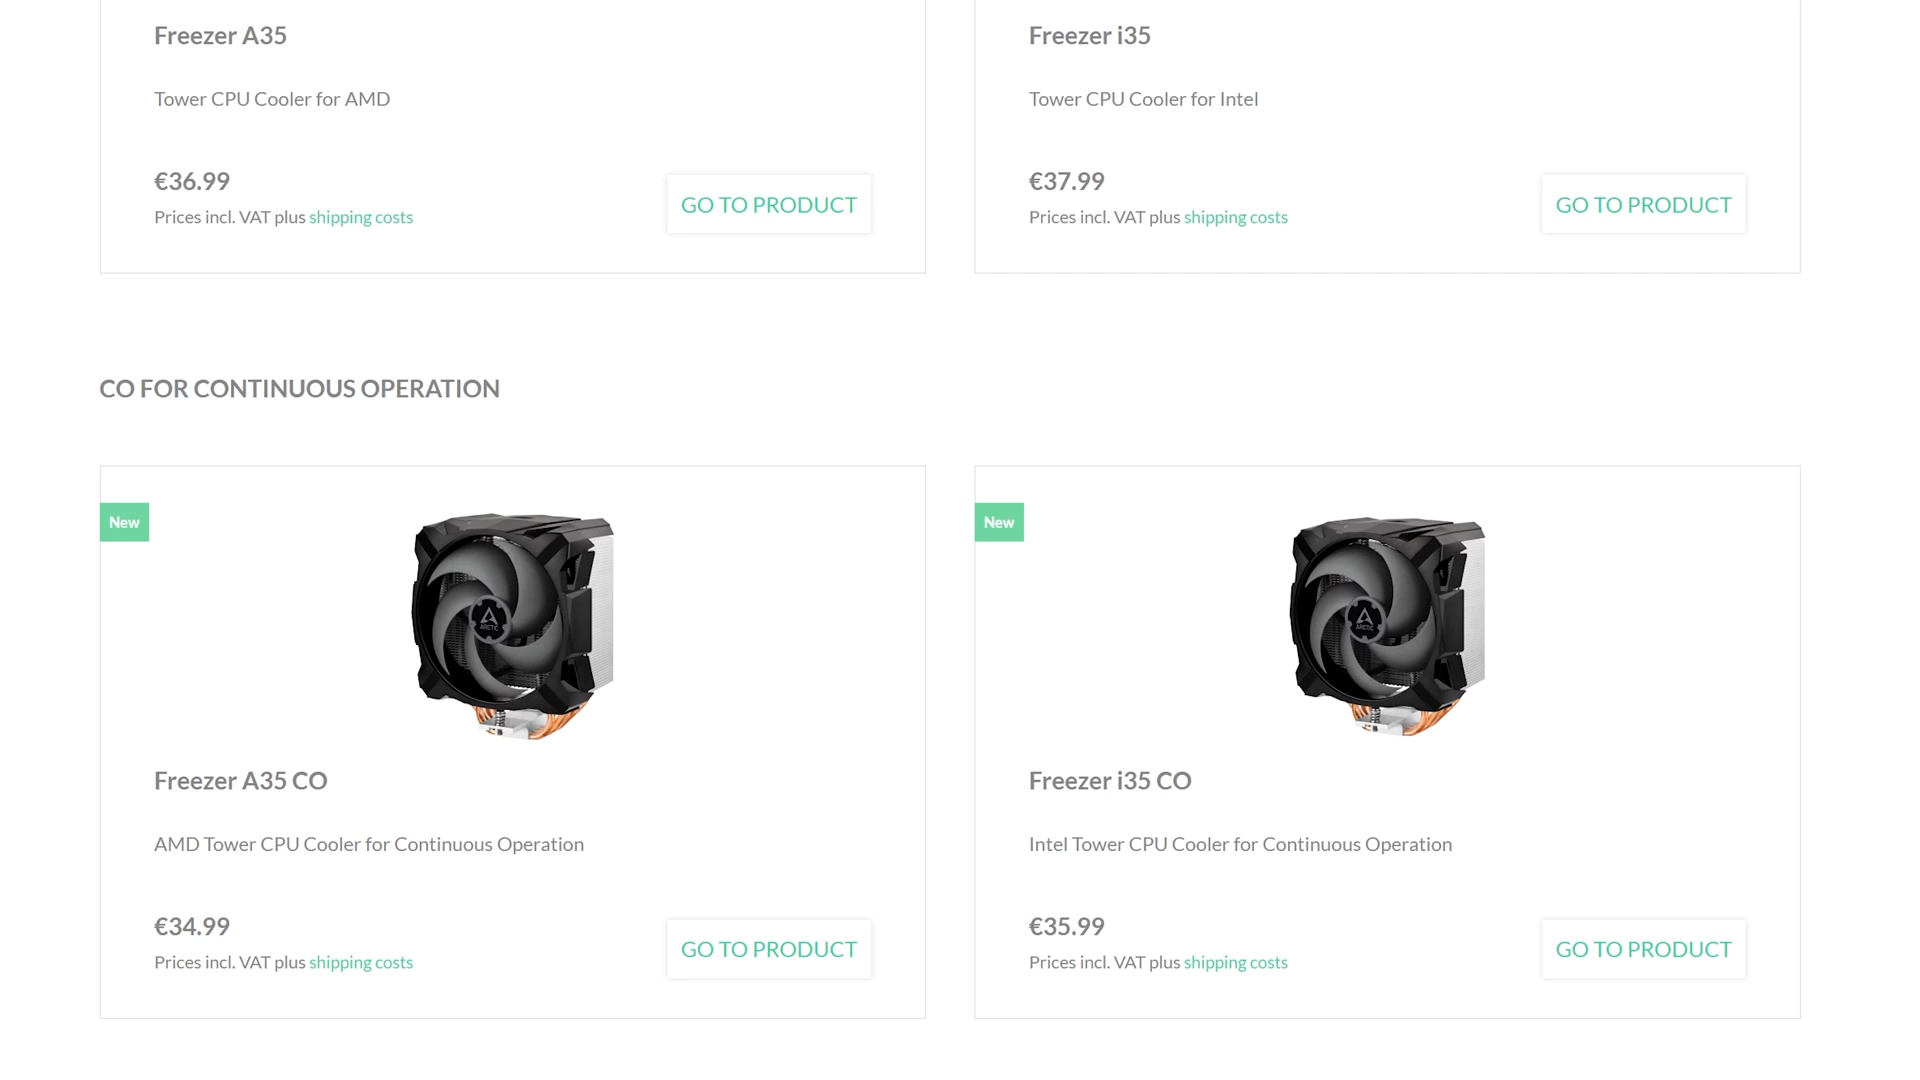 Freezer A35
Tower CPU Cooler for AMD
€36.99
Prices incl. VAT plus shipping costs
GO TO PRODUCT
Freezer i35
Tower CPU Cooler for Intel
€37.99
Prices incl. VAT plus shipping costs
GO TO PRODUCT
CO FOR CONTINUOUS OPERATION
New
ARCTIC
Freezer A35 CO
AMD Tower CPU Cooler for Continuous Operation
€34.99
Prices incl. VAT plus shipping costs
GO TO PRODUCT
New
ARCTIC
Freezer i35 CO
Intel Tower CPU Cooler for Continuous Operation
€35.99
Prices incl. VAT plus shipping costs
GO TO PRODUCT